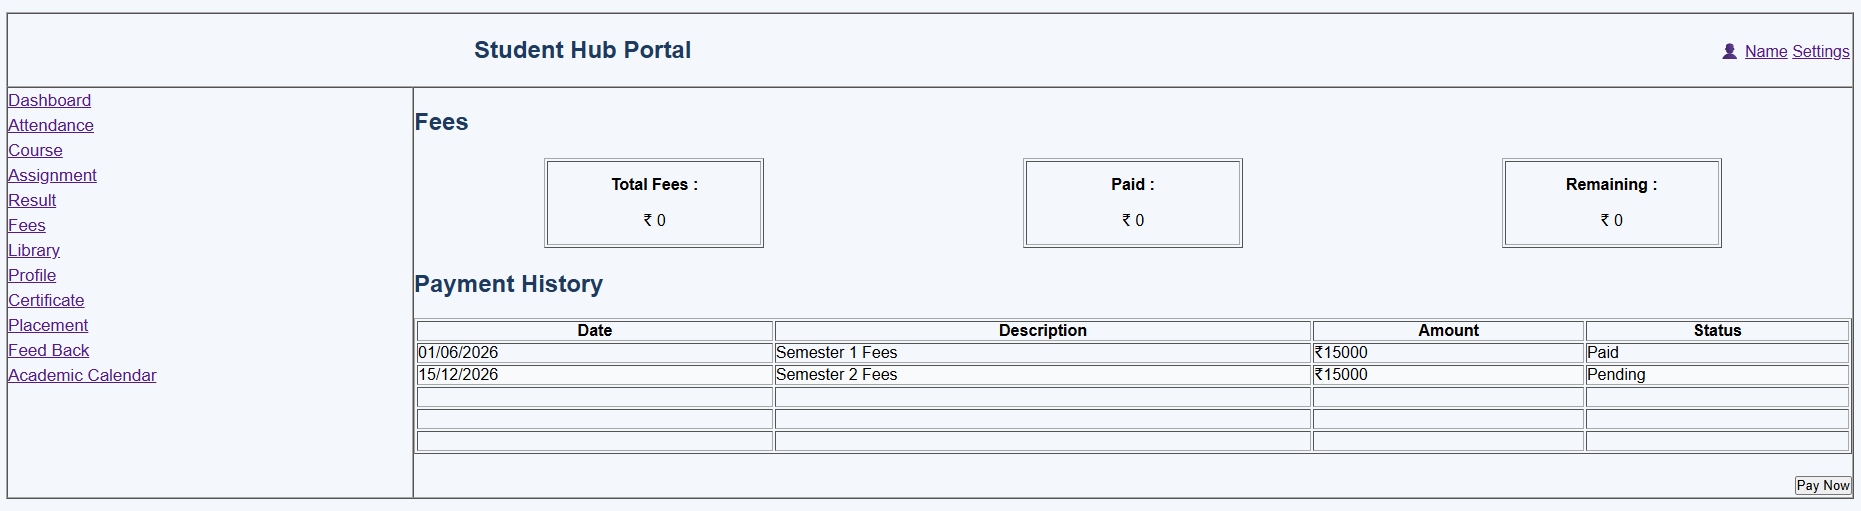 Student Hub Portal
Name Settings
Dashboard
Attendance
Course
Assignment
Result
Fees
Library
Profile
Certificate
Placement
Feed Back
Academic Calendar
Fees
Total Fees :
₹ 0
Paid :
₹ 0
Remaining :
₹ 0
Payment History
Date Description Amount Status
01/06/2026 Semester 1 Fees ₹15000 Paid
15/12/2026 Semester 2 Fees ₹15000 Pending
Pay Now